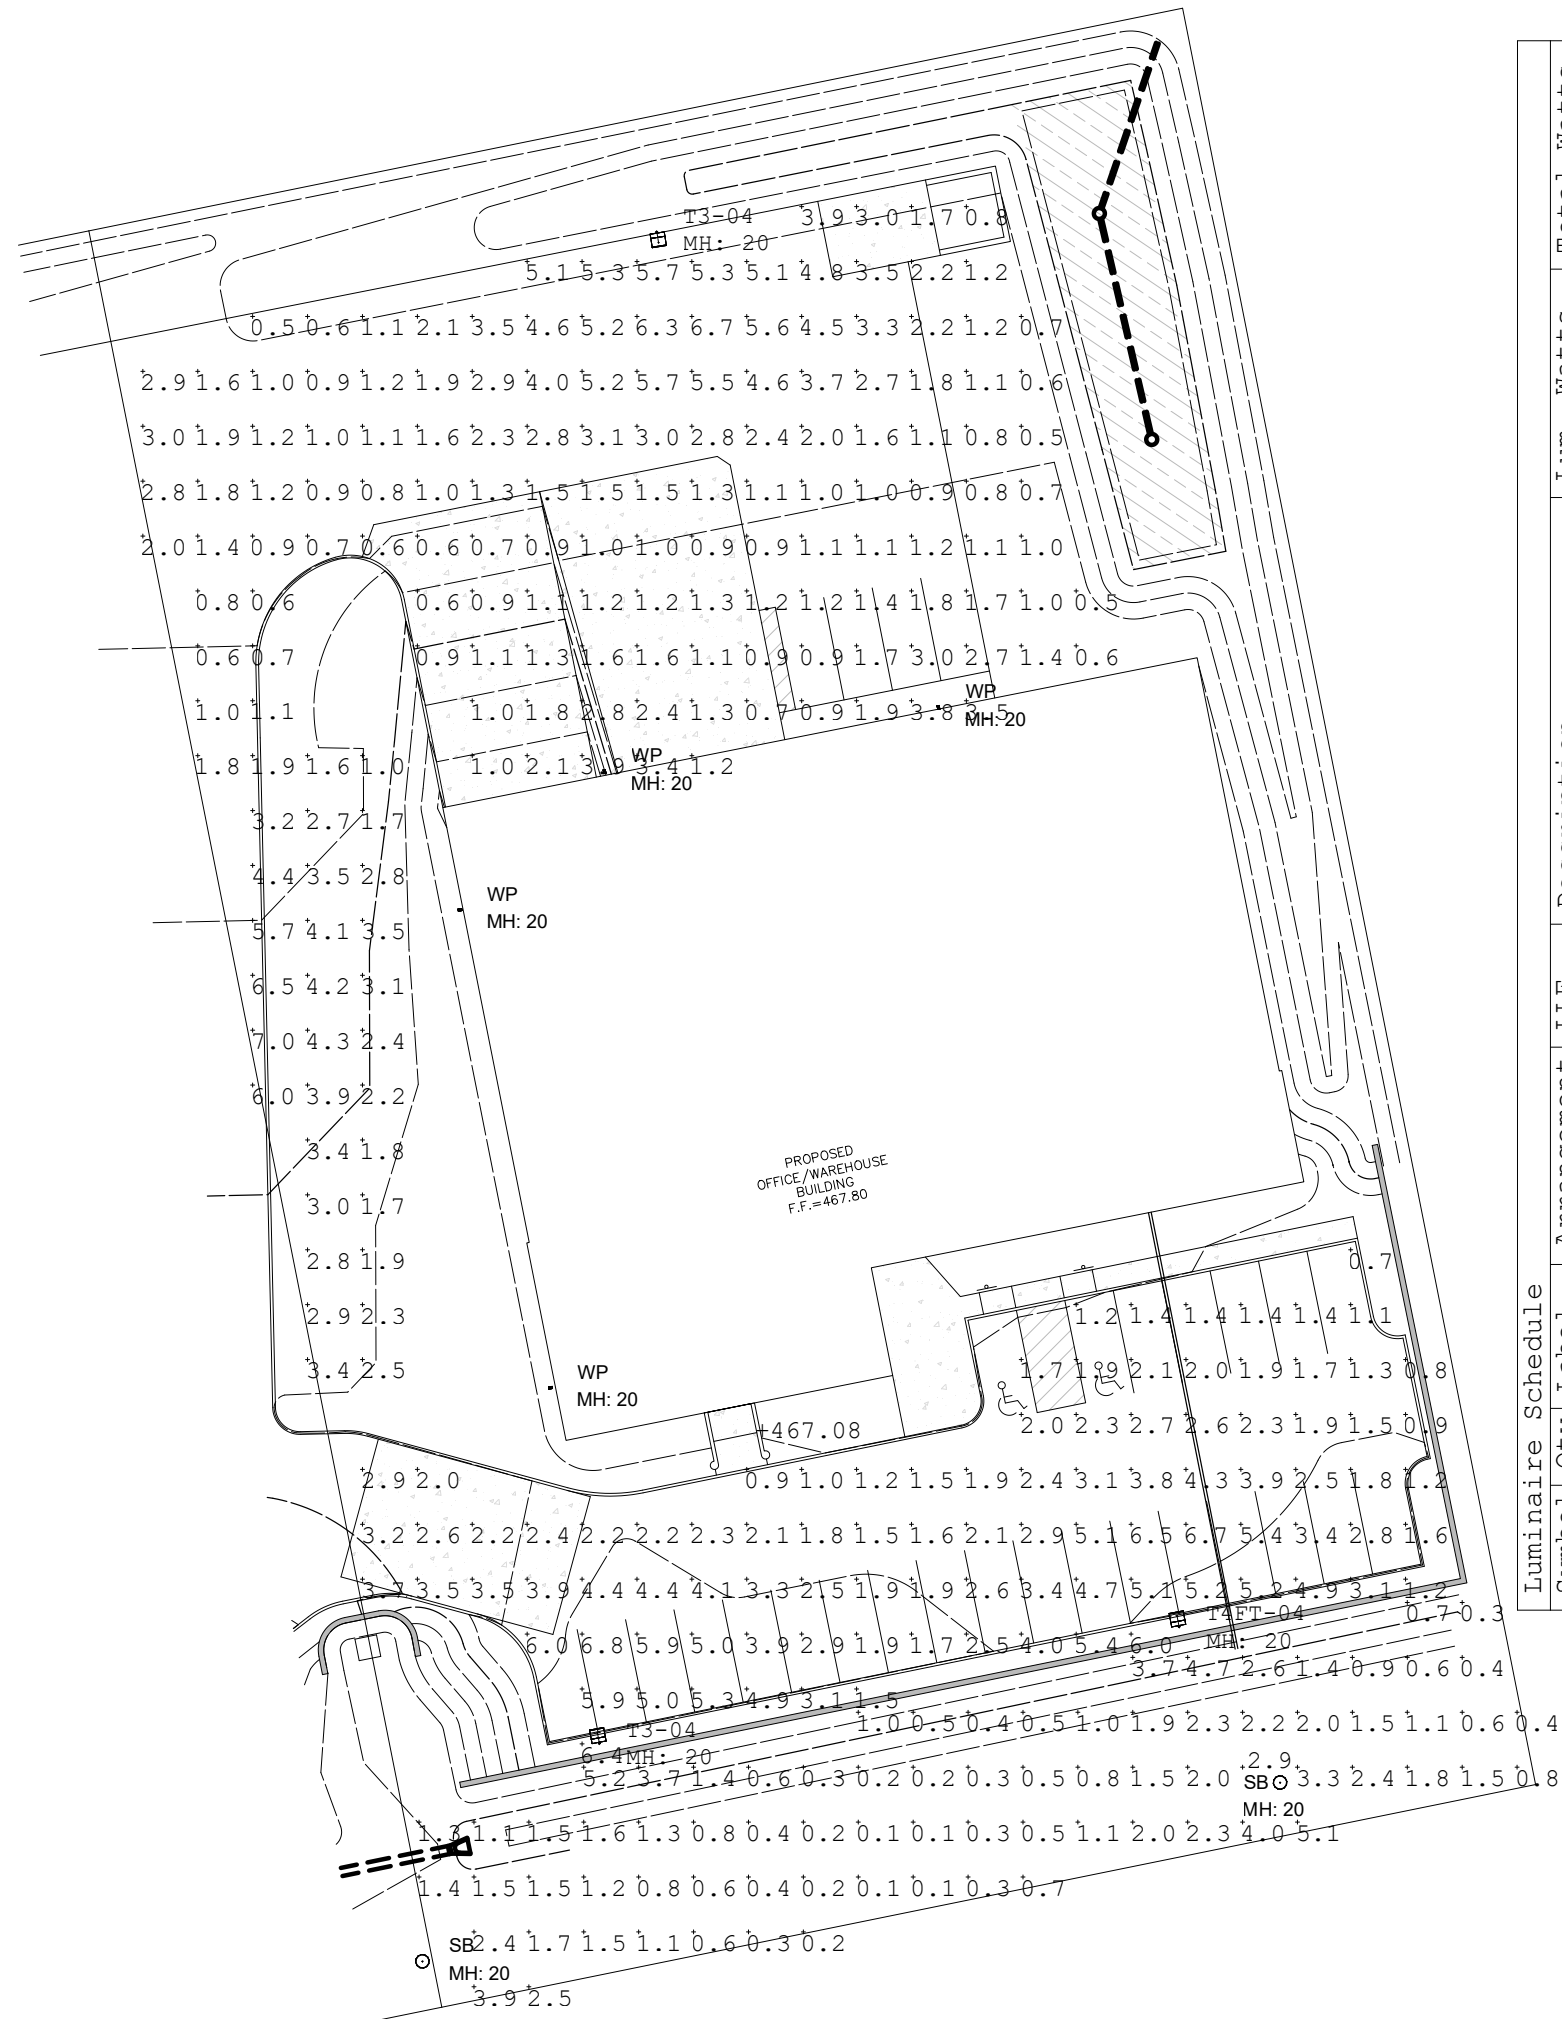 T3-04 3.9 3.0 1.7 0.8
MH: 20
5.1 5.3 5.7 5.3 5.1 4.8 3.5 2.2 1.2
0.5 0.6 1.1 2.1 3.5 4.6 5.2 6.3 6.7 5.6 4.5 3.3 2.2 1.2 0.7
2.9 1.6 1.0 0.9 1.2 1.9 2.9 4.0 5.2 5.7 5.5 4.6 3.7 2.7 1.8 1.1 0.6
3.0 1.9 1.2 1.0 1.1 1.6 2.3 2.8 3.1 3.0 2.8 2.4 2.0 1.6 1.1 0.8 0.5
2.8 1.8 1.2 0.9 0.8 1.0 1.3 1.5 1.5 1.5 1.3 1.1 1.0 1.0 0.9 0.8 0.7
2.0 1.4 0.9 0.7 0.6 0.6 0.7 0.9 1.0 1.0 0.9 0.9 1.1 1.1 1.2 1.1 1.0
0.8 0.6 0.6 0.9 1.1 1.2 1.2 1.3 1.2 1.2 1.4 1.8 1.7 1.0 0.5
0.6 0.7 0.9 1.1 1.3 1.6 1.6 1.1 0.9 0.9 1.7 3.0 2.7 1.4 0.6
WP
1.0 1.1 1.0 1.8 2.8 2.4 1.3 0.7 0.9 1.9 3.8 3.5
MH: 20
WP
1.8 1.9 1.6 1.0 1.0 2.1 3.9 3.4 1.2
MH: 20
3.2 2.7 1.7
4.4 3.5 2.8
WP
MH: 20
5.7 4.1 3.5
6.5 4.2 3.1
7.0 4.3 2.4
6.0 3.9 2.2
3.4 1.8
PROPOSED
OFFICE/WAREHOUSE
BUILDING
F.F.=467.80
3.0 1.7
2.8 1.9 0.7
2.9 2.3 1.2 1.4 1.4 1.4 1.4 1.1
3.4 2.5 1.7 1.9 2.1 2.0 1.9 1.7 1.3 0.8
WP
MH: 20
+467.08 2.0 2.3 2.7 2.6 2.3 1.9 1.5 0.9
2.9 2.0 0.9 1.0 1.2 1.5 1.9 2.4 3.1 3.8 4.3 3.9 2.5 1.8 1.2
3.2 2.6 2.2 2.4 2.2 2.2 2.3 2.1 1.8 1.5 1.6 2.1 2.9 5.1 6.5 6.7 5.4 3.4 2.8 1.6
3.7 3.5 3.5 3.9 4.4 4.4 4.1 3.3 2.5 1.9 1.9 2.6 3.4 4.7 5.1 5.2 5.2 4.9 3.1 1.2
T4FT-04 0.7 0.3
MH: 20
6.0 6.8 5.9 5.0 3.9 2.9 1.9 1.7 2.5 4.0 5.4 6.0
3.7 4.7 2.6 1.4 0.9 0.6 0.4
5.9 5.0 5.3 4.9 3.1 1.5
1.0 0.5 0.4 0.5 1.0 1.9 2.3 2.2 2.0 1.5 1.1 0.6 0.4
T3-04
6.4 MH: 20
2.9
5.2 3.7 1.4 0.6 0.3 0.2 0.2 0.3 0.5 0.8 1.5 2.0 SB 3.3 2.4 1.8 1.5 0.8
MH: 20
1.3 1.1 1.5 1.6 1.3 0.8 0.4 0.2 0.1 0.1 0.3 0.5 1.1 2.0 2.3 4.0 5.1
1.4 1.5 1.5 1.2 0.8 0.6 0.4 0.2 0.1 0.1 0.3 0.7
SB 2.4 1.7 1.5 1.1 0.6 0.3 0.2
MH: 20
3.9 2.5
Luminaire Schedule